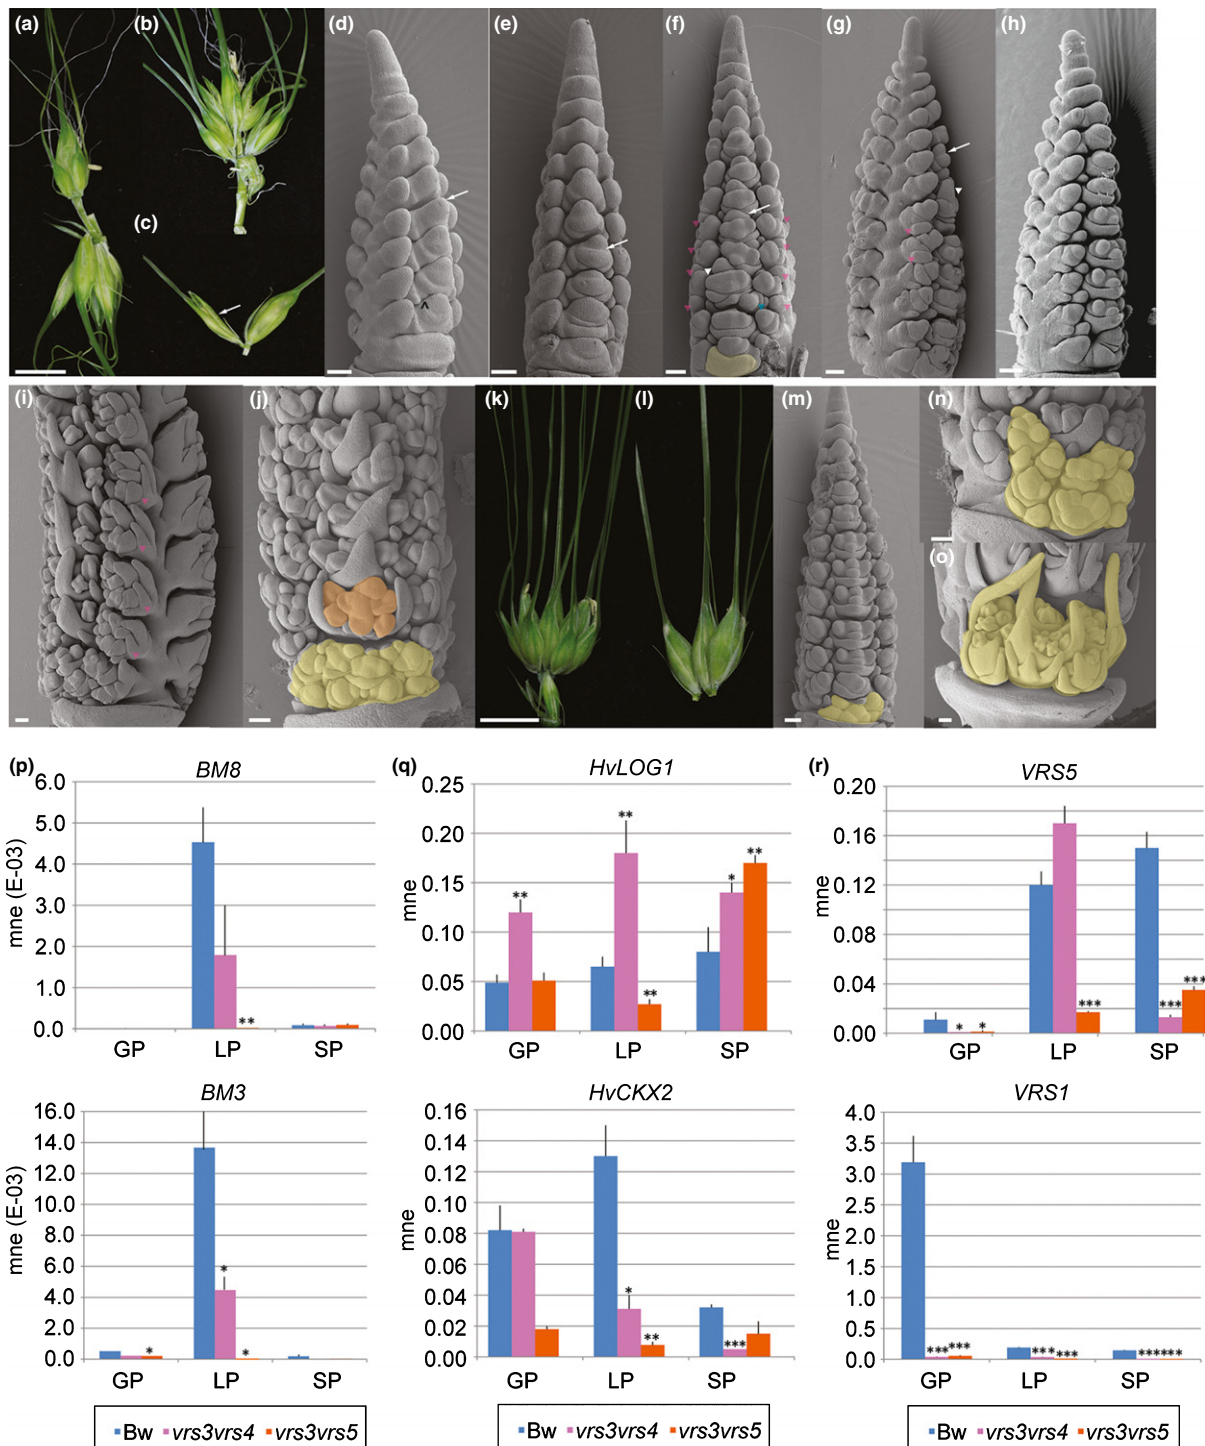 (a)
(b)
(c)
(d)
(e)
(f)
(g)
(h)
(i)
(j)
(k)
(l)
(m)
(n)
(o)
(p)
BM8
mne (E-03)
6.0
5.0
4.0
3.0
2.0
1.0
0.0
**
GP LP SP
(q)
HvLOG1
mne
0.25
0.20
0.15
0.10
0.05
0.00
** ** ** * **
GP LP SP
(r)
VRS5
mne
0.20
0.16
0.12
0.08
0.04
0.00
* * *** *** ***
GP LP SP
BM3
mne (E-03)
16.0
14.0
12.0
10.0
8.0
6.0
4.0
2.0
0.0
* * *
GP LP SP
HvCKX2
mne
0.16
0.14
0.12
0.10
0.08
0.06
0.04
0.02
0.00
* ** ***
GP LP SP
VRS1
mne
4.0
3.5
3.0
2.5
2.0
1.5
1.0
0.5
0.0
*** *** *** *** ******
GP LP SP
Bw vrs3vrs4 vrs3vrs5
Bw vrs3vrs4 vrs3vrs5
Bw vrs3vrs4 vrs3vrs5